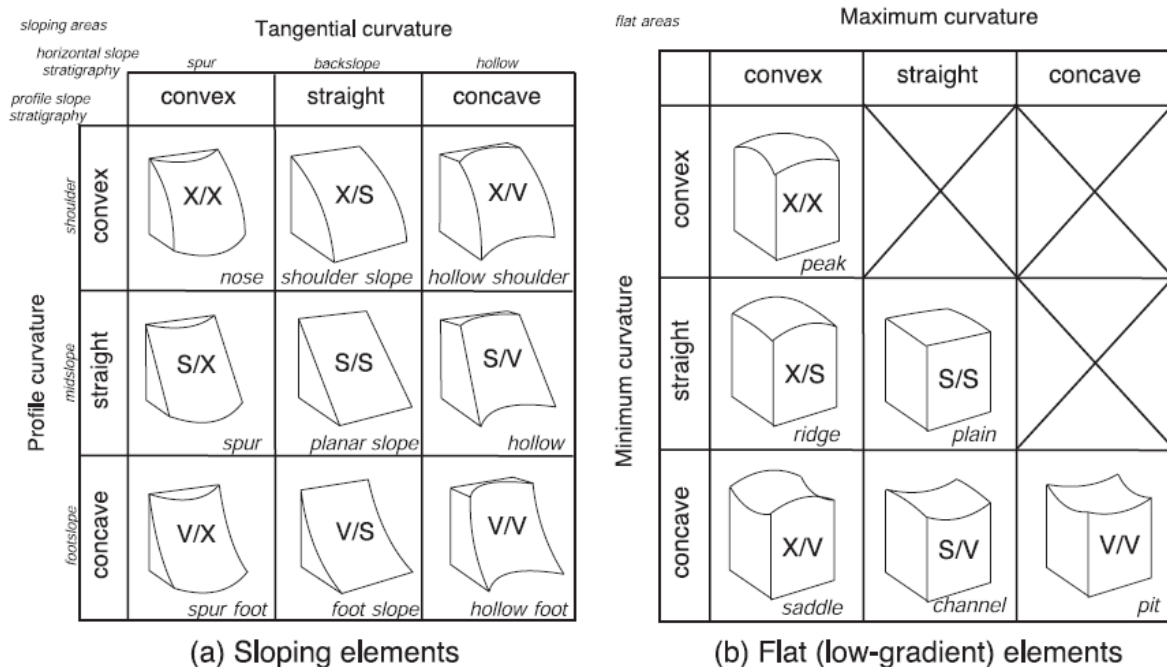 sloping areas
Tangential curvature
horizontal slope
stratigraphy
spur
backslope
hollow
profile slope
stratigraphy
convex
straight
concave
Profile curvature
shoulder
convex
X/X
nose
X/S
shoulder slope
X/V
hollow shoulder
midslope
straight
S/X
spur
S/S
planar slope
S/V
hollow
footslope
concave
V/X
spur foot
V/S
foot slope
V/V
hollow foot
(a) Sloping elements
flat areas
Maximum curvature
convex
straight
concave
Minimum curvature
convex
X/X
peak
straight
X/S
ridge
S/S
plain
concave
X/V
saddle
S/V
channel
V/V
pit
(b) Flat (low-gradient) elements